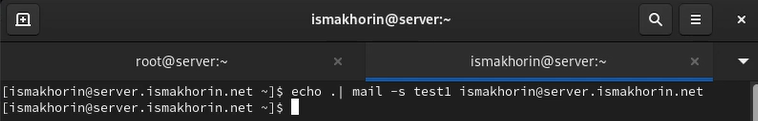 ismakhorin@server:~
root@server:~
ismakhorin@server:~
[ismakhorin@server.ismakhorin.net ~]$ echo .| mail -s test1 ismakhorin@server.ismakhorin.net
[ismakhorin@server.ismakhorin.net ~]$